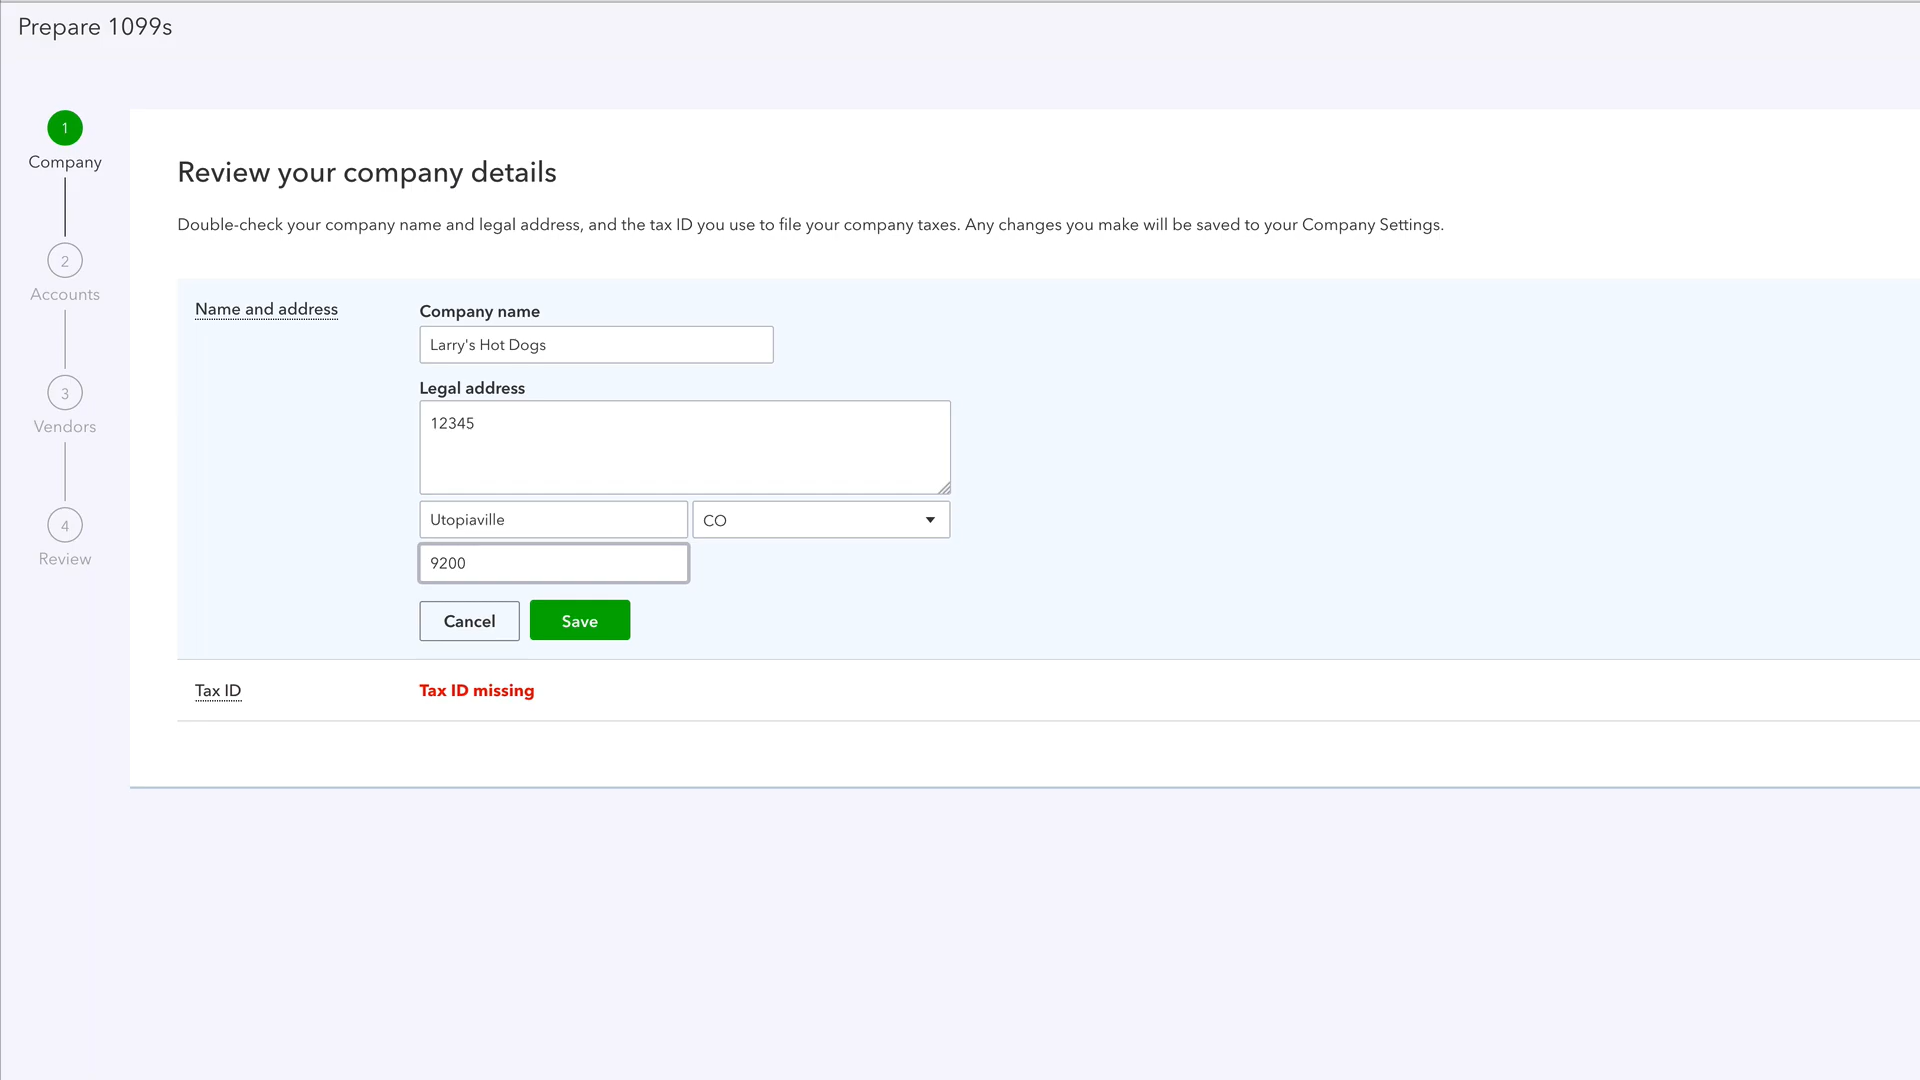 Prepare 1099s
1
Company
2
Accounts
3
Vendors
4
Review
Review your company details
Double-check your company name and legal address, and the tax ID you use to file your company taxes. Any changes you make will be saved to your Company Settings.
Name and address
Company name
Larry's Hot Dogs
Legal address
12345
Utopiaville
CO
9200
Cancel
Save
Tax ID
Tax ID missing